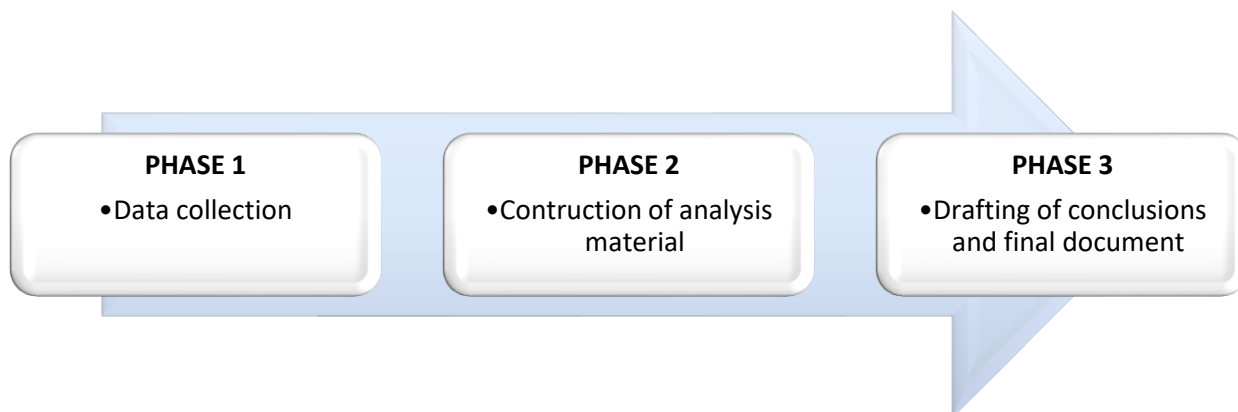 PHASE 1
•Data collection
PHASE 2
•Contruction of analysis
material
PHASE 3
•Drafting of conclusions
and final document